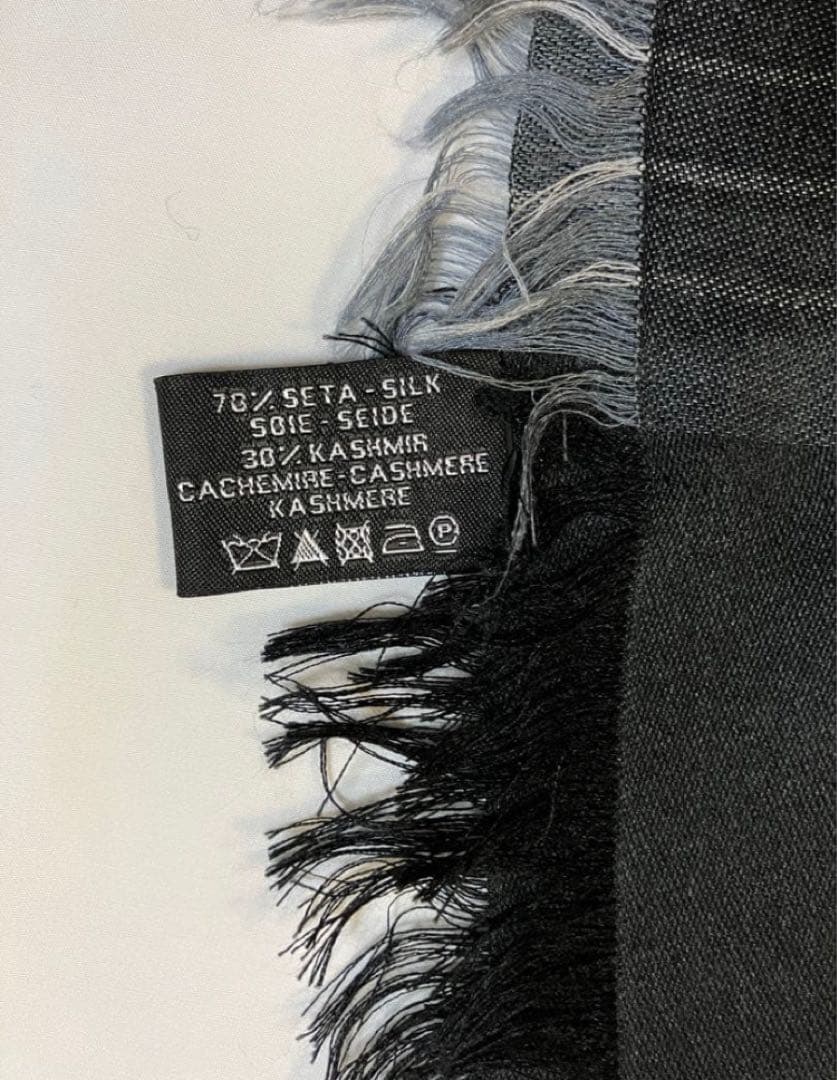 70% SETA - SILK
SOIE - SEIDE
30% KASHMIR
CACHEMIRE - CASHMERE
KASHMERE
P